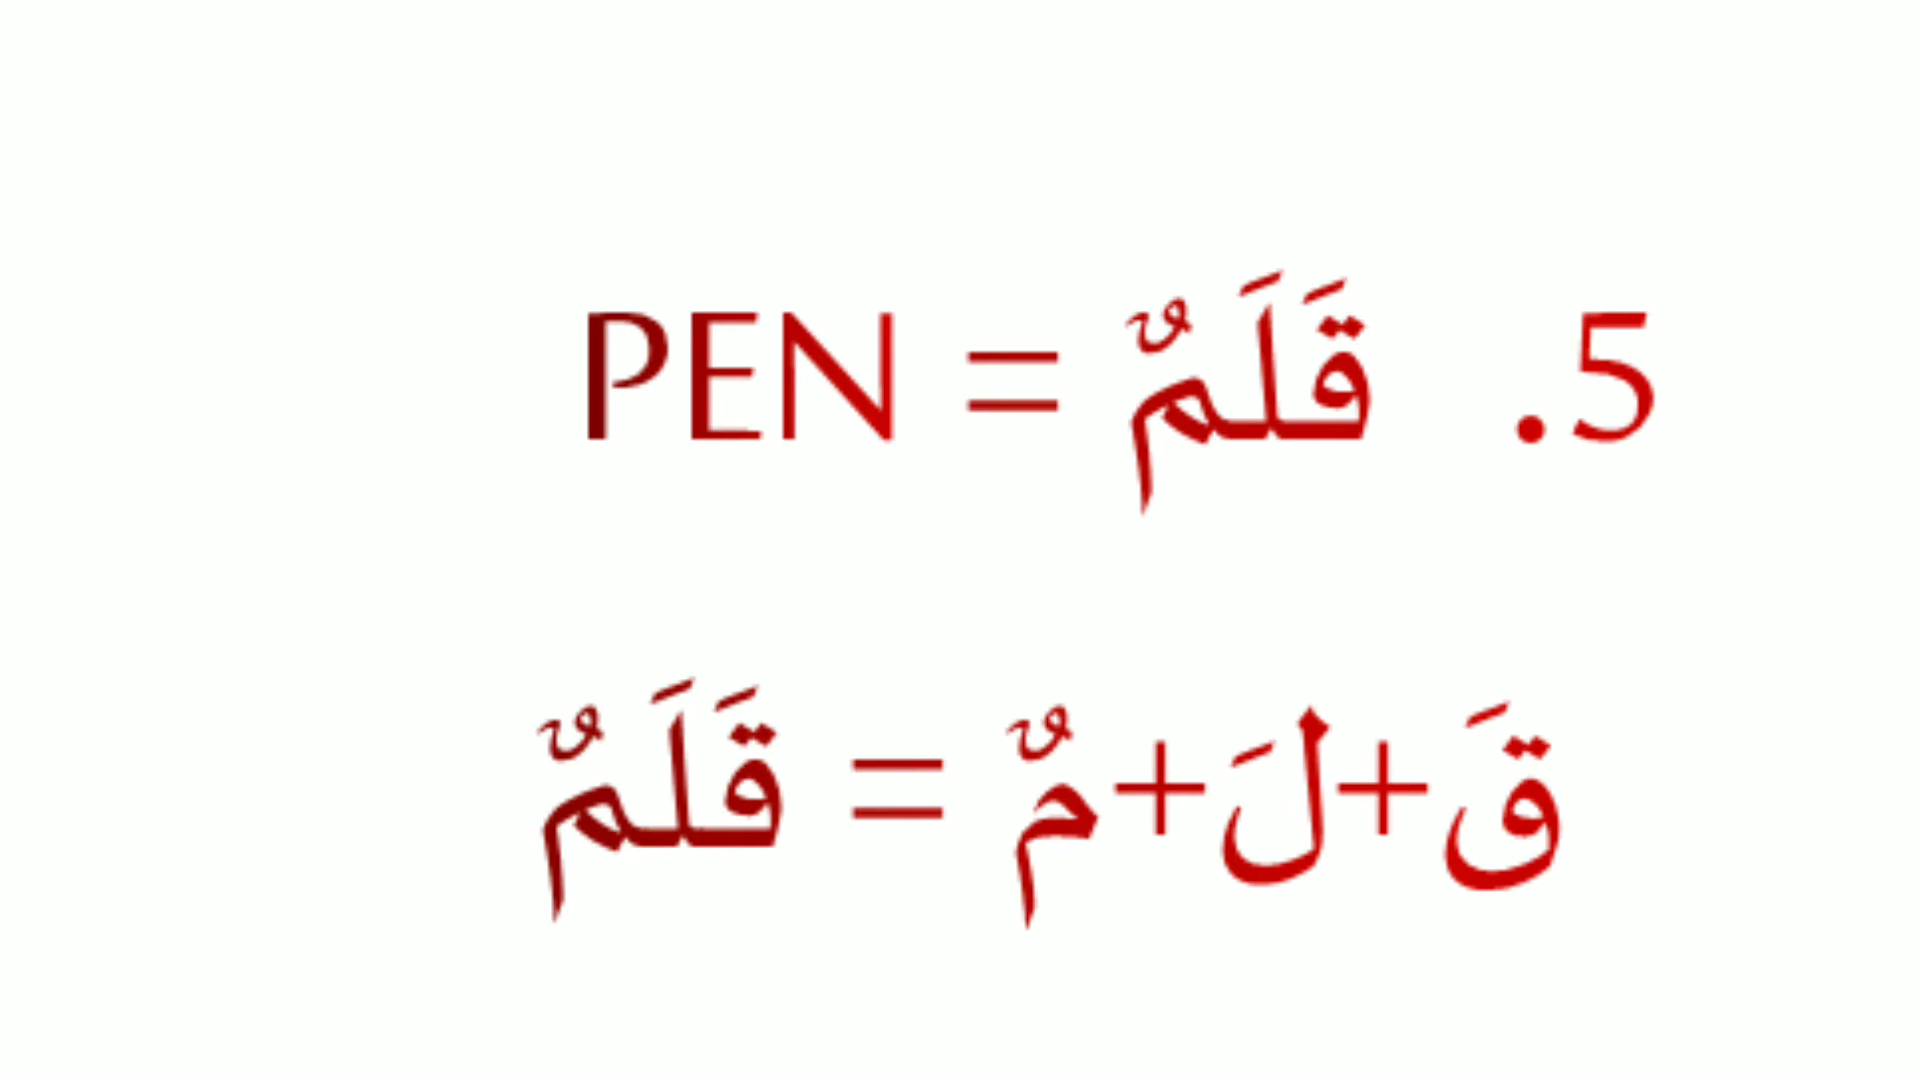 5. قَلَمٌ = PEN
قَ+لَ+مٌ = قَلَمٌ